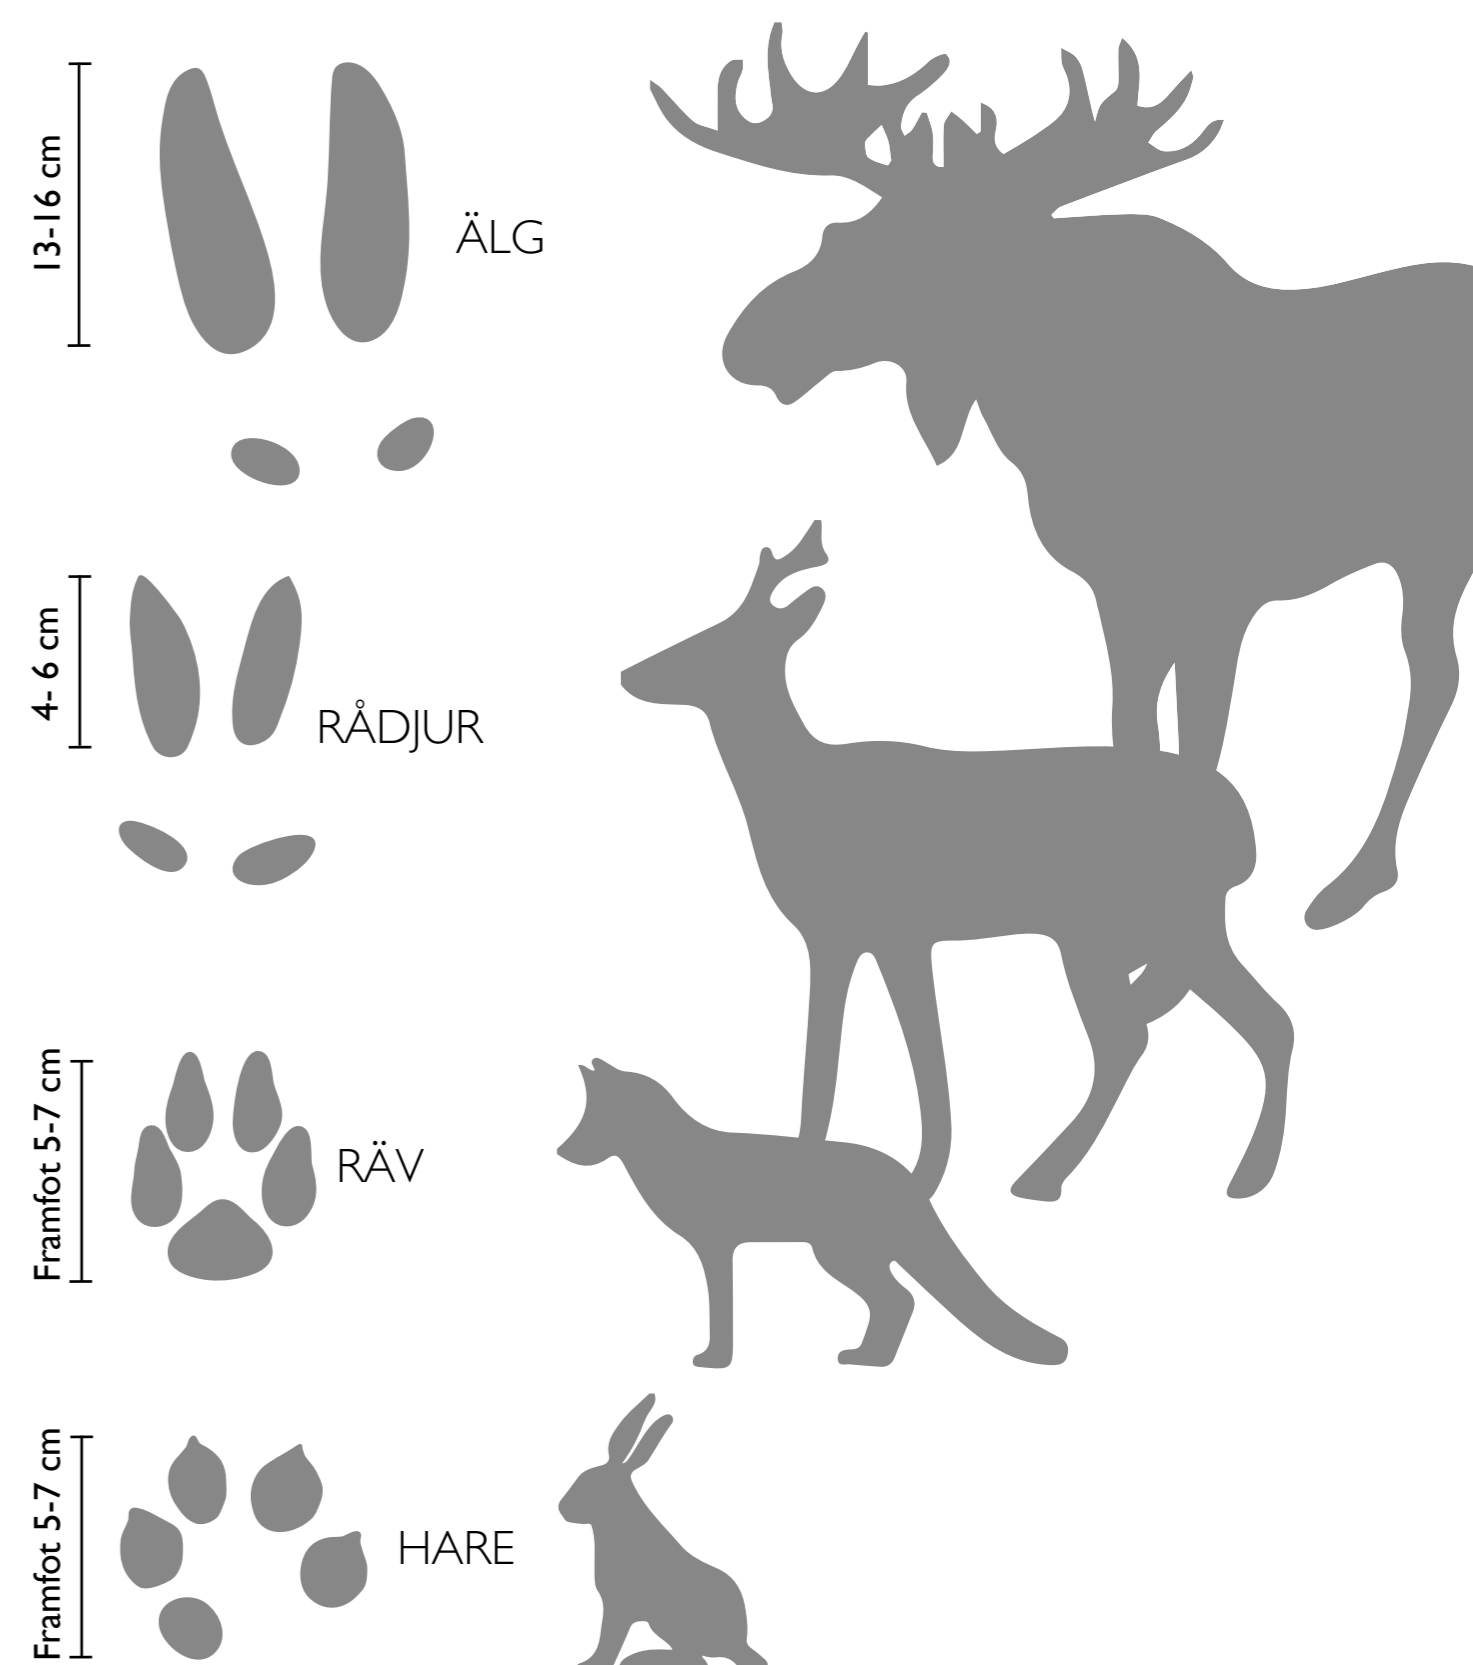 13-16 cm
ÄLG
4- 6 cm
RÅDJUR
Framfot 5-7 cm
RÄV
Framfot 5-7 cm
HARE